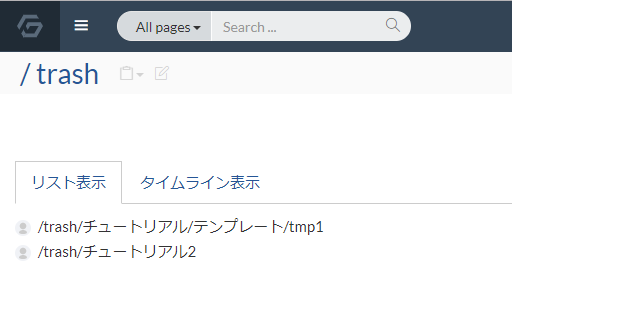 All pages Search ...
/ trash
リスト表示 タイムライン表示
/trash/チュートリアル/テンプレート/tmp1
/trash/チュートリアル2